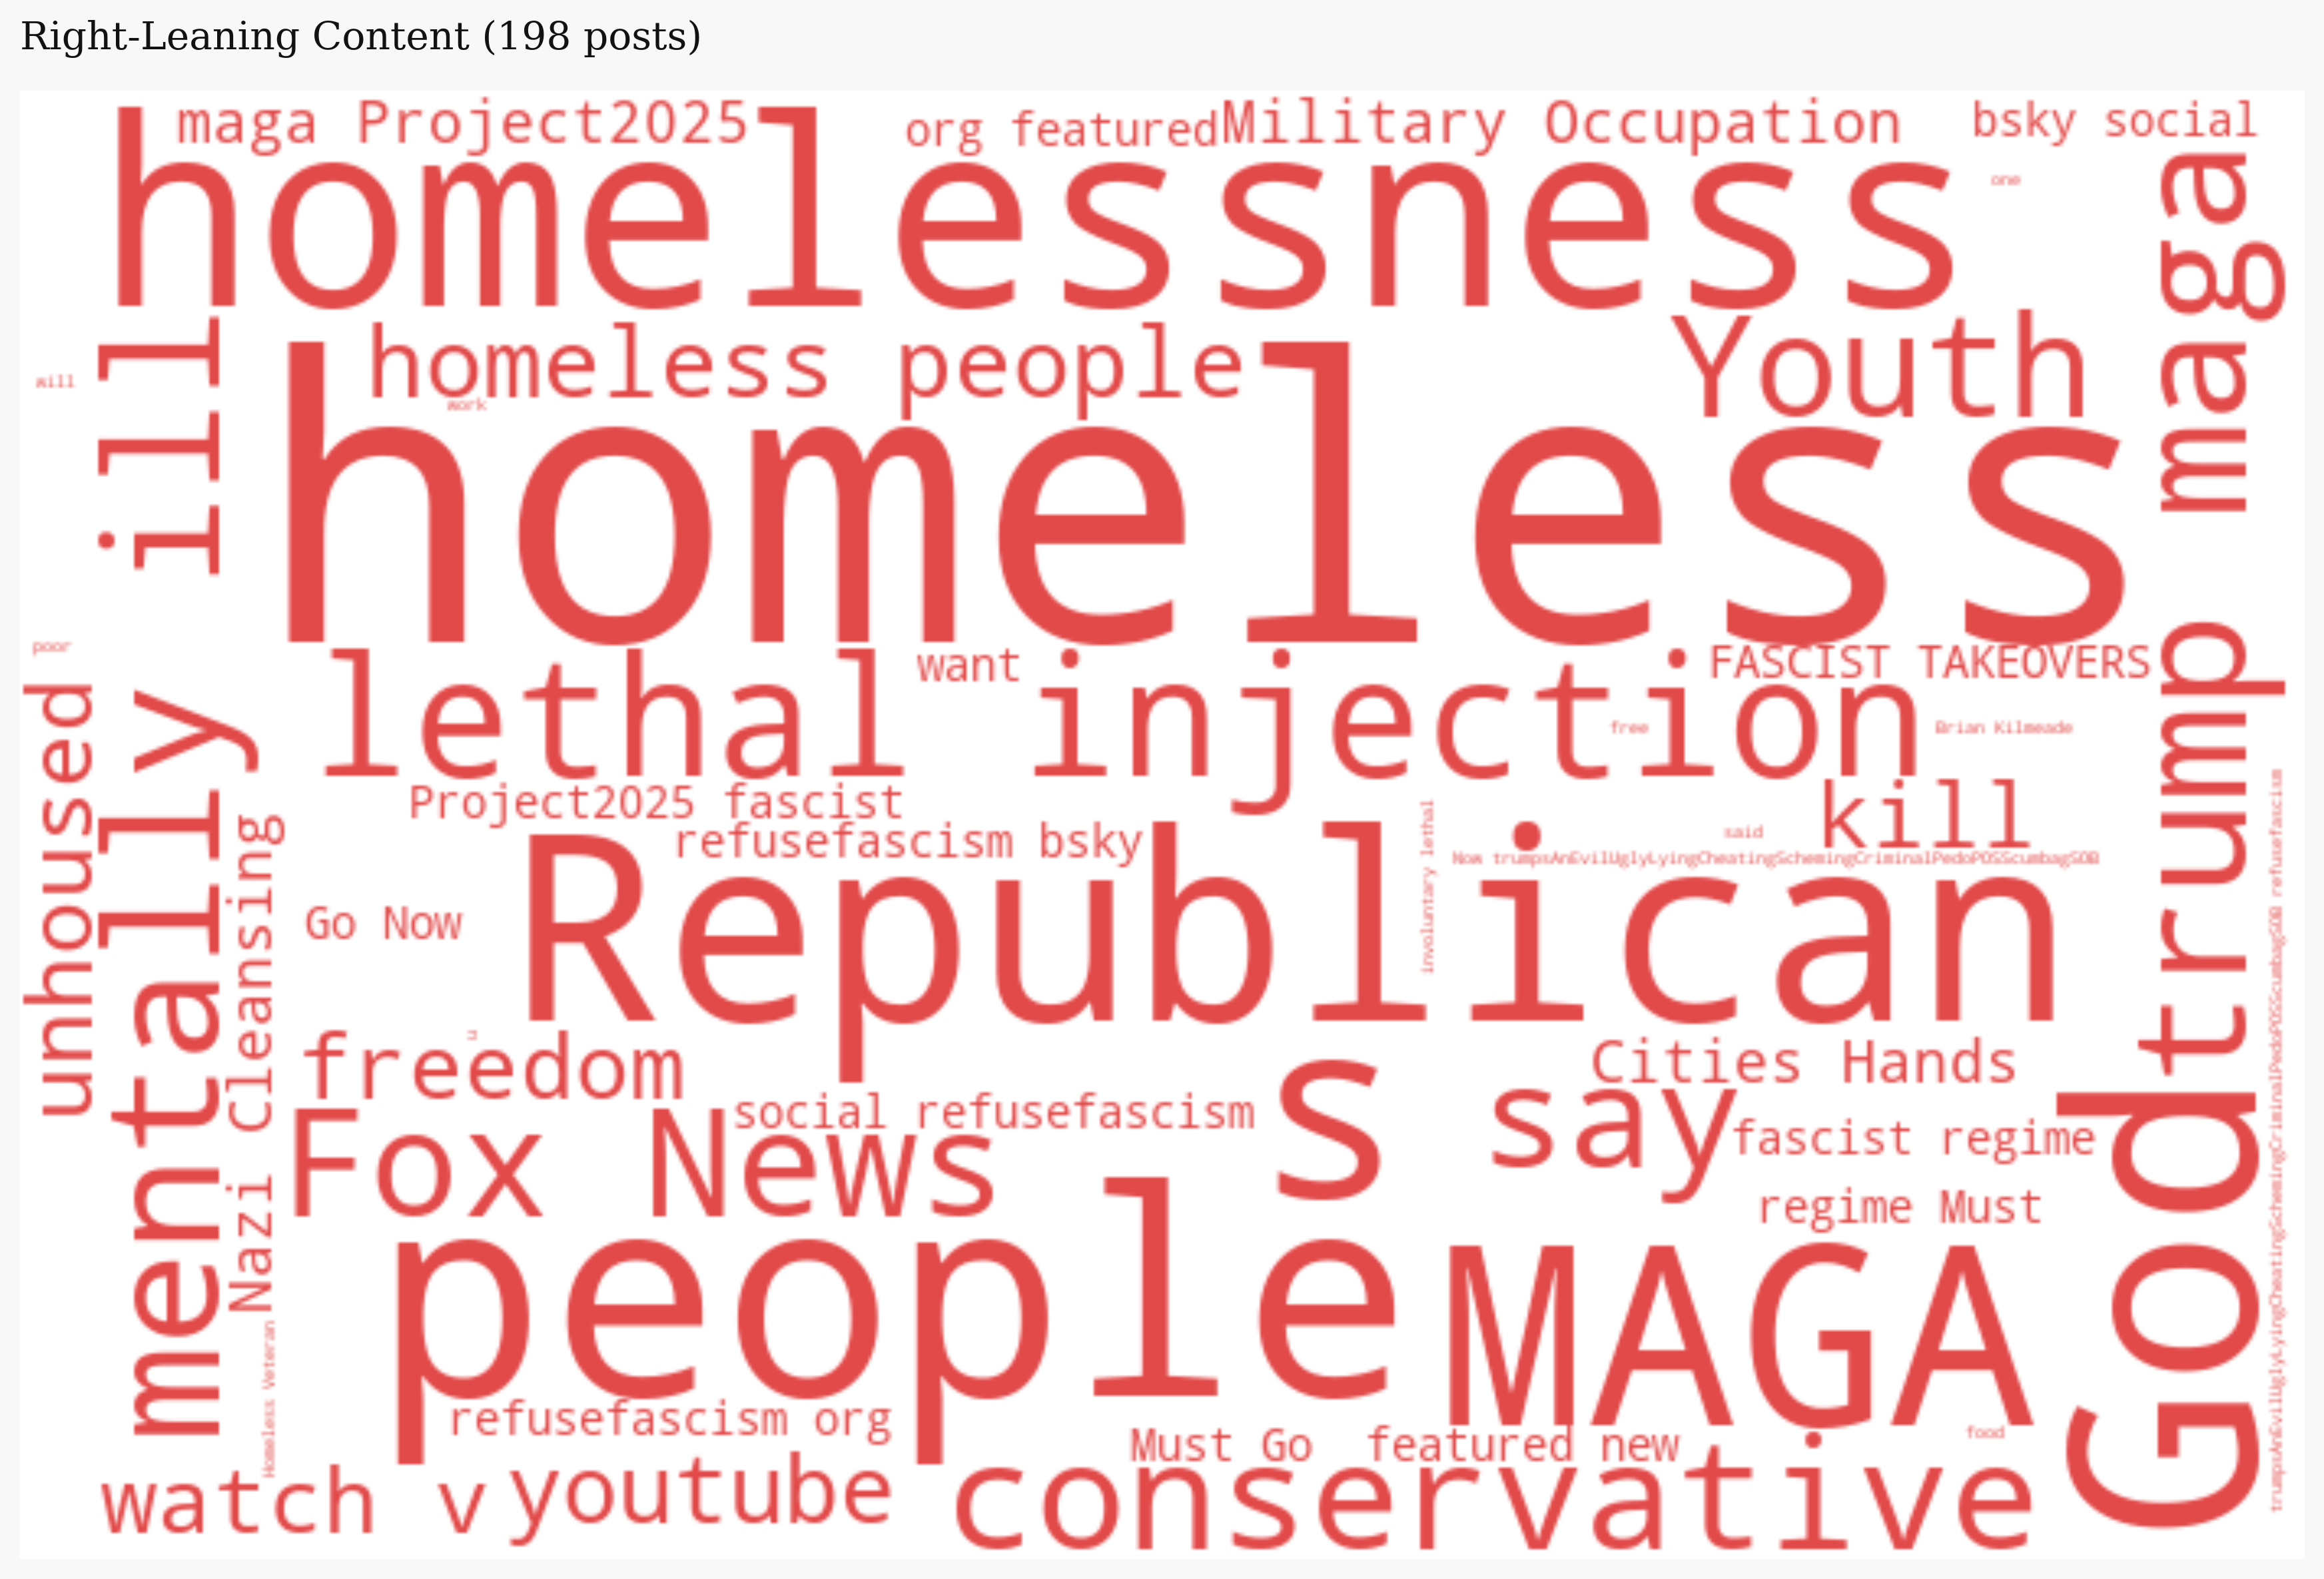 Right-Leaning Content (198 posts)
maga Project2025
org featured
Military Occupation
bsky social
homelessness
one
maga
homeless people
Youth
will
work
mentally ill
homeless
trump
poor
want
FASCIST TAKEOVERS
lethal injection
unhoused
free
Brian Kilmeade
Project2025 fascist
kill
refusefascism bsky
said
Now trumpsAnEvilUglyLyingCheatingSchemingCriminalPedoPOSScumbagSOB
involuntary lethal
trumpsAnEvilUglyLyingCheatingSchemingCriminalPedoPOSScumbagSOB refusefascism
Nazi Cleansing
Go Now
Republican
freedom
Cities Hands
s
say
social refusefascism
Fox News
fascist regime
God
regime Must
people
MAGA
Homeless Veteran
refusefascism org
Must Go
featured new
food
watch v
youtube
conservative